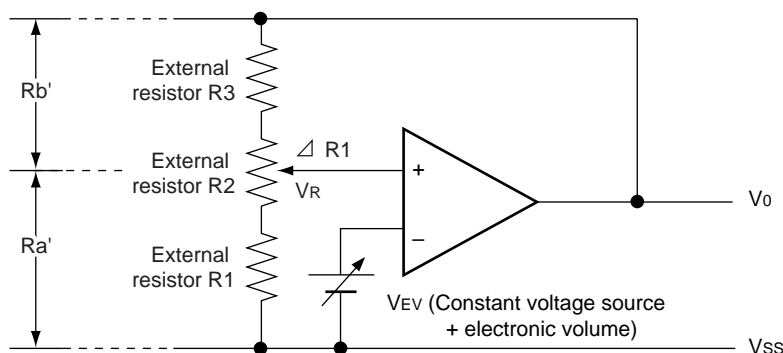 Rb'
External
resistor R3
External
resistor R2
⊿ R1
VR
+
−
V0
Ra'
External
resistor R1
VEV (Constant voltage source
+ electronic volume)
VSS